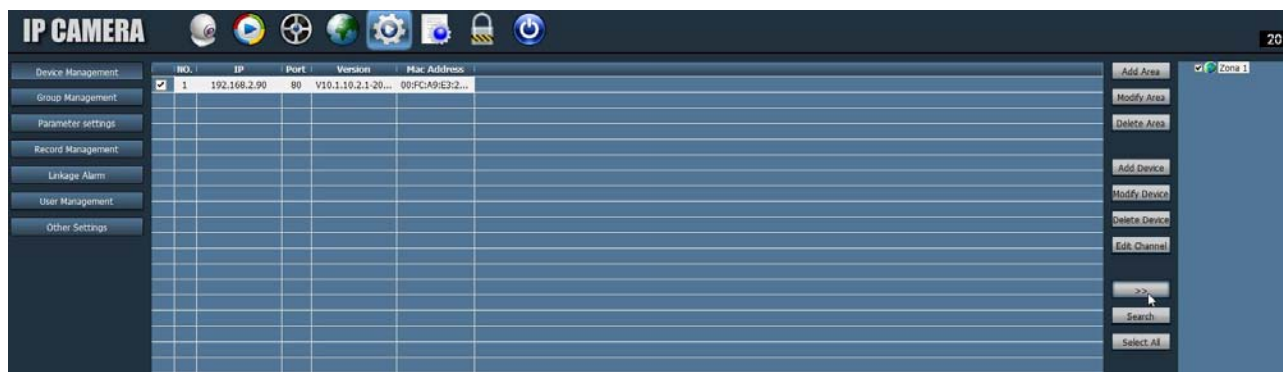 IP CAMERA
20
Device Management
Group Management
Parameter settings
Record Management
Linkage Alarm
User Management
Other Settings
NO. IP Port Version Mac Address
1 192.168.2.90 80 V10.1.10.2.1-20... 00:FC:A9:E3:2...
Add Area
Modify Area
Delete Area
Add Device
Modify Device
Delete Device
Edit Channel
>>
Search
Select All
Zona 1